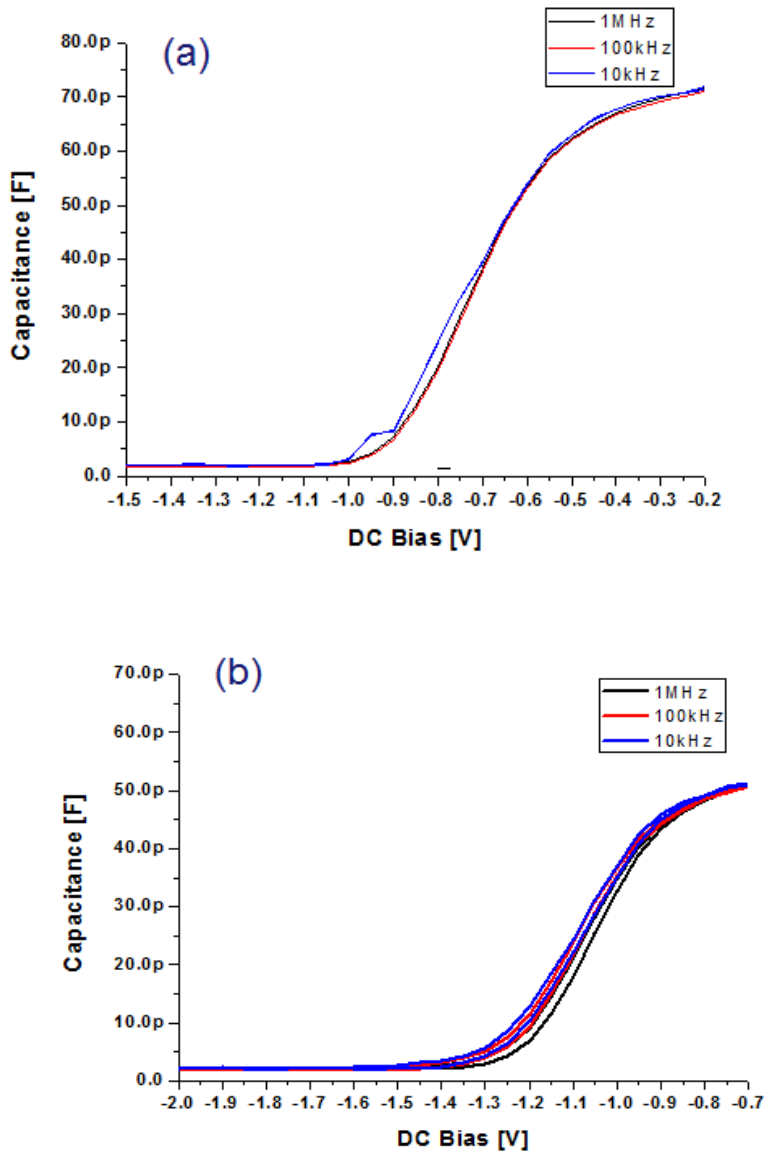 (a)
1MHz
100kHz
10kHz
80.0p
70.0p
60.0p
50.0p
40.0p
30.0p
20.0p
10.0p
0.0
Capacitance [F]
-1.5 -1.4 -1.3 -1.2 -1.1 -1.0 -0.9 -0.8 -0.7 -0.6 -0.5 -0.4 -0.3 -0.2
DC Bias [V]
(b)
1MHz
100kHz
10kHz
70.0p
60.0p
50.0p
40.0p
30.0p
20.0p
10.0p
0.0
Capacitance [F]
-2.0 -1.9 -1.8 -1.7 -1.6 -1.5 -1.4 -1.3 -1.2 -1.1 -1.0 -0.9 -0.8 -0.7
DC Bias [V]